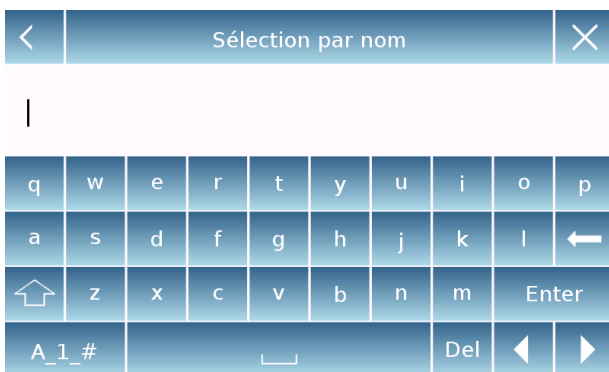 Sélection par nom
q w e r t y u i o p
a s d f g h j k l
z x c v b n m Enter
A_1_# Del